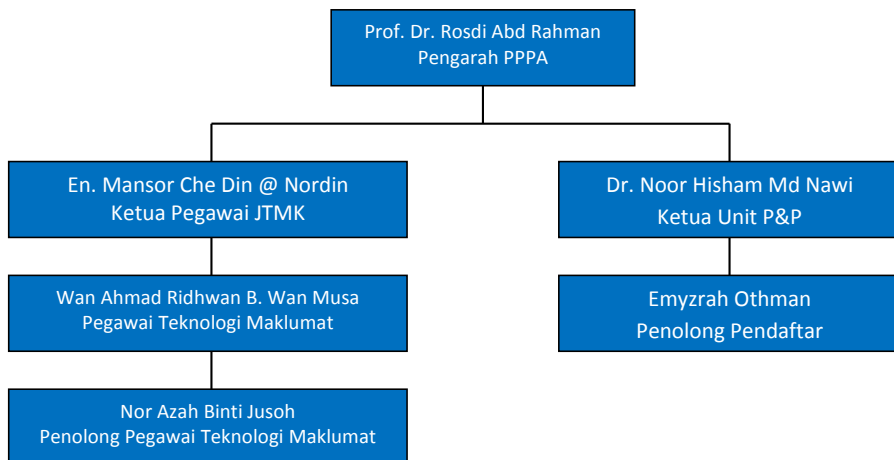 Prof. Dr. Rosdi Abd Rahman
Pengarah PPPA
En. Mansor Che Din @ Nordin
Ketua Pegawai JTMK
Dr. Noor Hisham Md Nawi
Ketua Unit P&P
Wan Ahmad Ridhwan B. Wan Musa
Pegawai Teknologi Maklumat
Emyzrah Othman
Penolong Pendaftar
Nor Azah Binti Jusoh
Penolong Pegawai Teknologi Maklumat